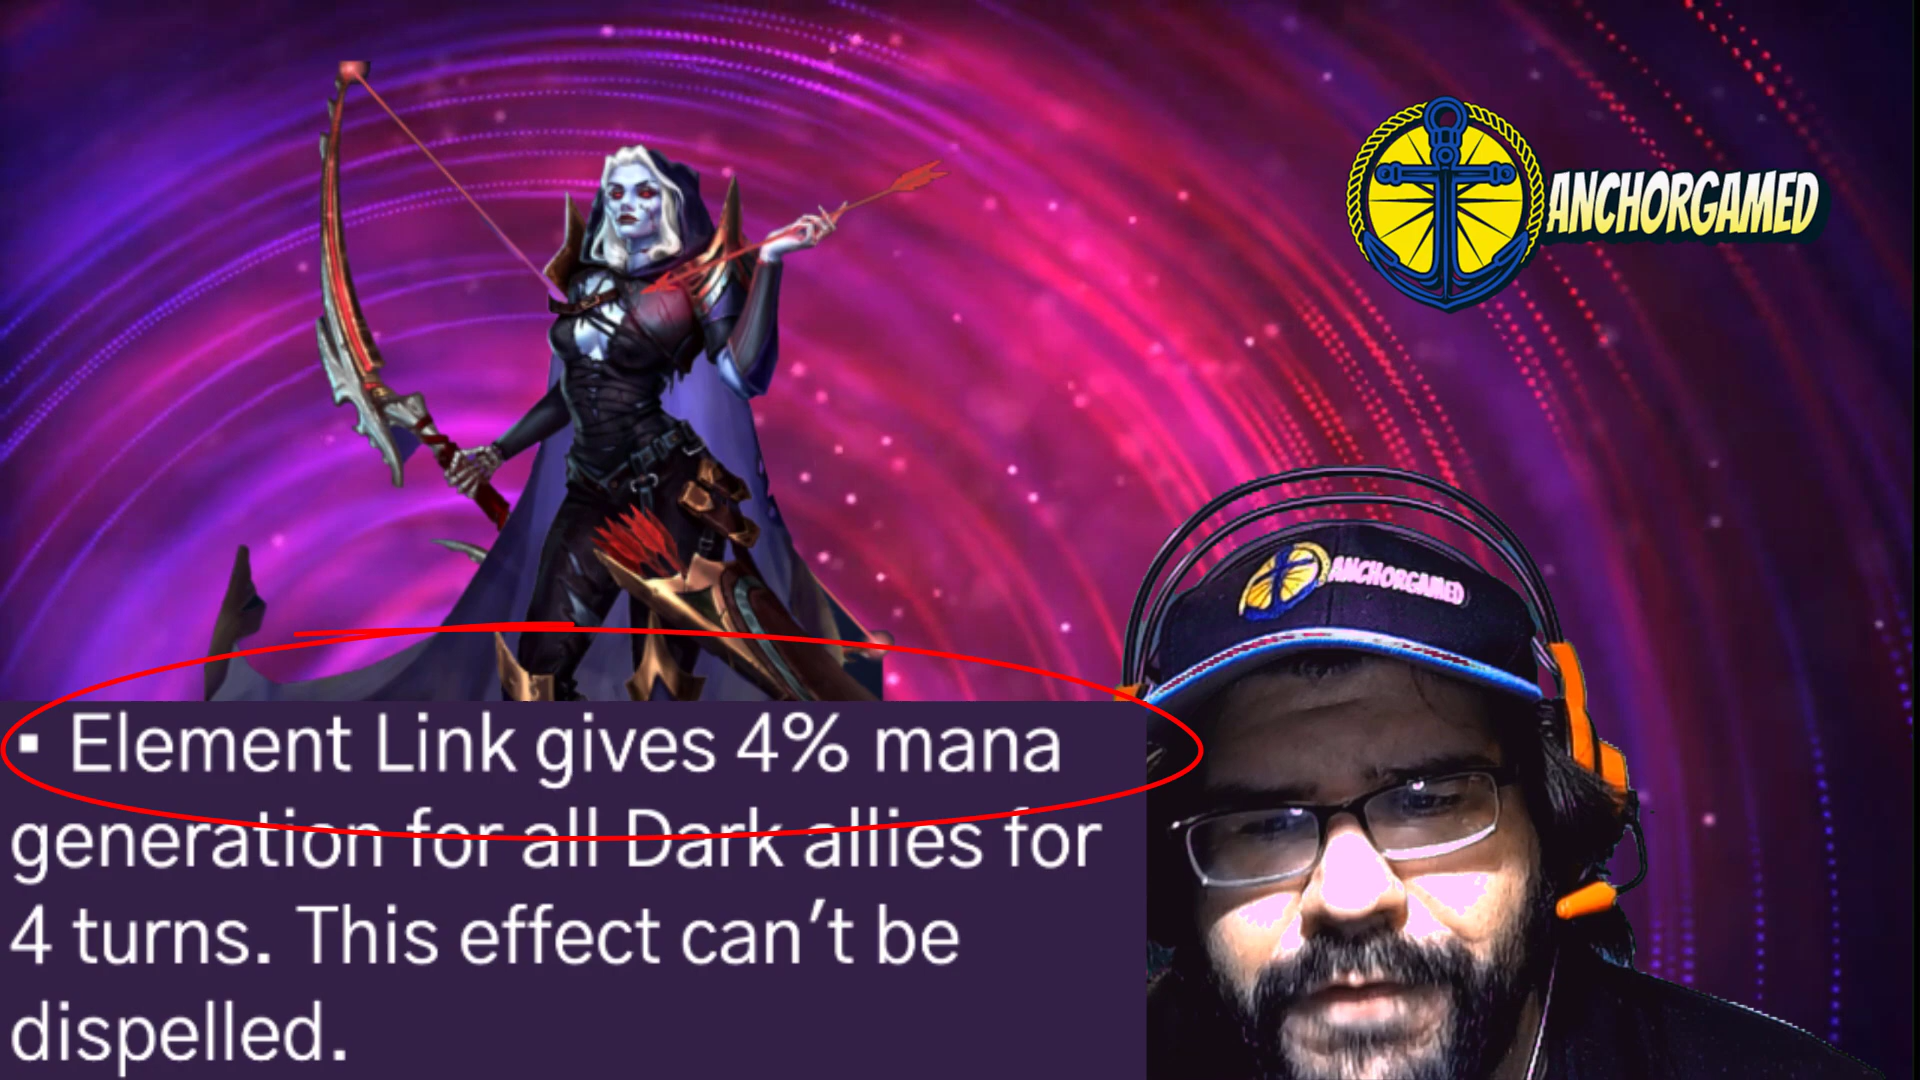 ANCHORGAMED
ANCHORGAMED
▪ Element Link gives 4% mana
generation for all Dark allies for
4 turns. This effect can't be
dispelled.